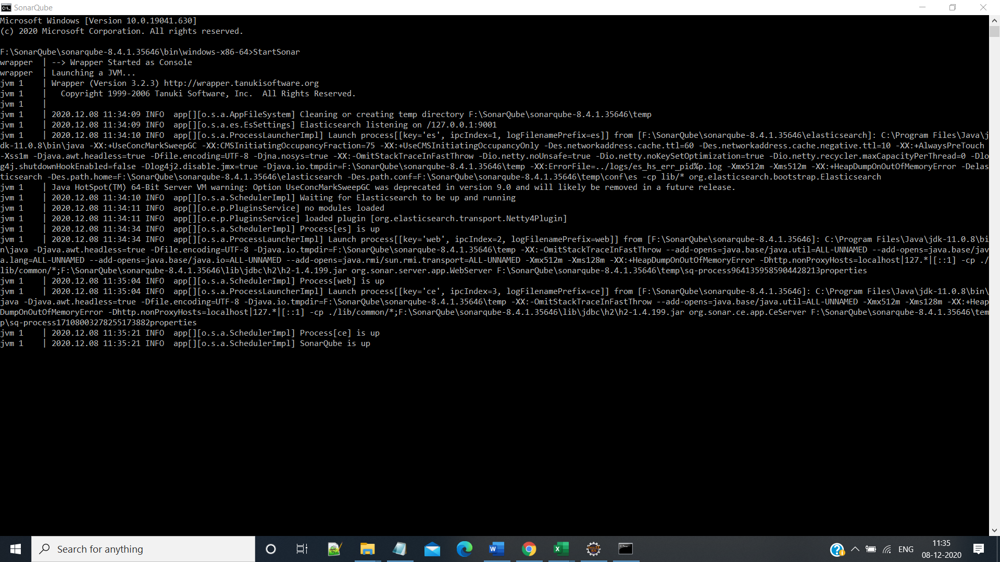 SonarQube
Microsoft Windows [Version 10.0.19041.630]
(c) 2020 Microsoft Corporation. All rights reserved.
F:\SonarQube\sonarqube-8.4.1.35646\bin\windows-x86-64>StartSonar
wrapper  | --> Wrapper Started as Console
wrapper  | Launching a JVM...
jvm 1    | Wrapper (Version 3.2.3) http://wrapper.tanukisoftware.org
jvm 1    |   Copyright 1999-2006 Tanuki Software, Inc.  All Rights Reserved.
jvm 1    |
jvm 1    | 2020.12.08 11:34:09 INFO  app[][o.s.a.AppFileSystem] Cleaning or creating temp directory F:\SonarQube\sonarqube-8.4.1.35646\temp
jvm 1    | 2020.12.08 11:34:09 INFO  app[][o.s.a.es.EsSettings] Elasticsearch listening on /127.0.0.1:9001
jvm 1    | 2020.12.08 11:34:10 INFO  app[][o.s.a.ProcessLauncherImpl] Launch process[[key='es', ipcIndex=1, logFilenamePrefix=es]] from [F:\SonarQube\sonarqube-8.4.1.35646\elasticsearch]: C:\Program Files\Java\j
dk-11.0.8\bin\java -XX:+UseConcMarkSweepGC -XX:CMSInitiatingOccupancyFraction=75 -XX:+UseCMSInitiatingOccupancyOnly -Des.networkaddress.cache.ttl=60 -Des.networkaddress.cache.negative.ttl=10 -XX:+AlwaysPreTouch
-Xss1m -Djava.awt.headless=true -Dfile.encoding=UTF-8 -Djna.nosys=true -XX:-OmitStackTraceInFastThrow -Dio.netty.noUnsafe=true -Dio.netty.noKeySetOptimization=true -Dio.netty.recycler.maxCapacityPerThread=0 -Dlo
g4j.shutdownHookEnabled=false -Dlog4j2.disable.jmx=true -Djava.io.tmpdir=F:\SonarQube\sonarqube-8.4.1.35646\temp -XX:ErrorFile=../logs/es_hs_err_pid%p.log -Xmx512m -Xms512m -XX:+HeapDumpOnOutOfMemoryError -Delas
ticsearch -Des.path.home=F:\SonarQube\sonarqube-8.4.1.35646\elasticsearch -Des.path.conf=F:\SonarQube\sonarqube-8.4.1.35646\temp\conf\es -cp lib/* org.elasticsearch.bootstrap.Elasticsearch
jvm 1    | Java HotSpot(TM) 64-Bit Server VM warning: Option UseConcMarkSweepGC was deprecated in version 9.0 and will likely be removed in a future release.
jvm 1    | 2020.12.08 11:34:10 INFO  app[][o.s.a.SchedulerImpl] Waiting for Elasticsearch to be up and running
jvm 1    | 2020.12.08 11:34:11 INFO  app[][o.e.p.PluginsService] no modules loaded
jvm 1    | 2020.12.08 11:34:11 INFO  app[][o.e.p.PluginsService] loaded plugin [org.elasticsearch.transport.Netty4Plugin]
jvm 1    | 2020.12.08 11:34:34 INFO  app[][o.s.a.SchedulerImpl] Process[es] is up
jvm 1    | 2020.12.08 11:34:34 INFO  app[][o.s.a.ProcessLauncherImpl] Launch process[[key='web', ipcIndex=2, logFilenamePrefix=web]] from [F:\SonarQube\sonarqube-8.4.1.35646]: C:\Program Files\Java\jdk-11.0.8\bi
n\java -Djava.awt.headless=true -Dfile.encoding=UTF-8 -Djava.io.tmpdir=F:\SonarQube\sonarqube-8.4.1.35646\temp -XX:-OmitStackTraceInFastThrow --add-opens=java.base/java.util=ALL-UNNAMED --add-opens=java.base/jav
a.lang=ALL-UNNAMED --add-opens=java.base/java.io=ALL-UNNAMED --add-opens=java.rmi/sun.rmi.transport=ALL-UNNAMED -Xmx512m -Xms128m -XX:+HeapDumpOnOutOfMemoryError -Dhttp.nonProxyHosts=localhost|127.*|[::1] -cp ./
lib/common/*;F:\SonarQube\sonarqube-8.4.1.35646\lib\jdbc\h2\h2-1.4.199.jar org.sonar.server.app.WebServer F:\SonarQube\sonarqube-8.4.1.35646\temp\sq-process9641359585904428213properties
jvm 1    | 2020.12.08 11:35:04 INFO  app[][o.s.a.SchedulerImpl] Process[web] is up
jvm 1    | 2020.12.08 11:35:04 INFO  app[][o.s.a.ProcessLauncherImpl] Launch process[[key='ce', ipcIndex=3, logFilenamePrefix=ce]] from [F:\SonarQube\sonarqube-8.4.1.35646]: C:\Program Files\Java\jdk-11.0.8\bin\
java -Djava.awt.headless=true -Dfile.encoding=UTF-8 -Djava.io.tmpdir=F:\SonarQube\sonarqube-8.4.1.35646\temp -XX:-OmitStackTraceInFastThrow --add-opens=java.base/java.util=ALL-UNNAMED -Xmx512m -Xms128m -XX:+Heap
DumpOnOutOfMemoryError -Dhttp.nonProxyHosts=localhost|127.*|[::1] -cp ./lib/common/*;F:\SonarQube\sonarqube-8.4.1.35646\lib\jdbc\h2\h2-1.4.199.jar org.sonar.ce.app.CeServer F:\SonarQube\sonarqube-8.4.1.35646\tem
p\sq-process17108003278255173882properties
jvm 1    | 2020.12.08 11:35:21 INFO  app[][o.s.a.SchedulerImpl] Process[ce] is up
jvm 1    | 2020.12.08 11:35:21 INFO  app[][o.s.a.SchedulerImpl] SonarQube is up
Search for anything
ENG
11:35
08-12-2020